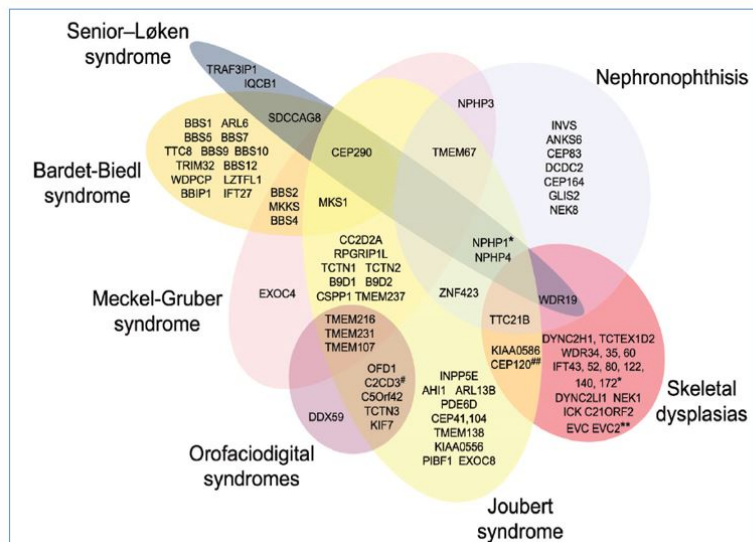 Senior–Løken
syndrome
TRAF3IP1
IQCB1
SDCCAG8
Nephronophthisis
NPHP3
TMEM67
INVS
ANKS6
CEP83
DCDC2
CEP164
GLIS2
NEK8
Bardet-Biedl
syndrome
BBS1 ARL6
BBS5 BBS7
TTC8 BBS9 BBS10
TRIM32 BBS12
WDPCP LZTFL1
BBIP1 IFT27
BBS2
MKKS
BBS4
CEP290
MKS1
CC2D2A
RPGRIP1L
TCTN1 TCTN2
B9D1 B9D2
CSPP1 TMEM237
NPHP1*
NPHP4
ZNF423
WDR19
TTC21B
Meckel-Gruber
syndrome
EXOC4
TMEM216
TMEM231
TMEM107
KIAA0586
CEP120##
DYNC2H1, TCTEX1D2
WDR34, 35, 60
IFT43, 52, 80, 122,
140, 172*
DYNC2LI1 NEK1
ICK C21ORF2
EVC EVC2**
Skeletal
dysplasias
OFD1
C2CD3#
C5Orf42
TCTN3
KIF7
DDX59
Orofaciodigital
syndromes
INPP5E
AHI1 ARL13B
PDE6D
CEP41,104
TMEM138
KIAA0556
PIBF1 EXOC8
Joubert
syndrome